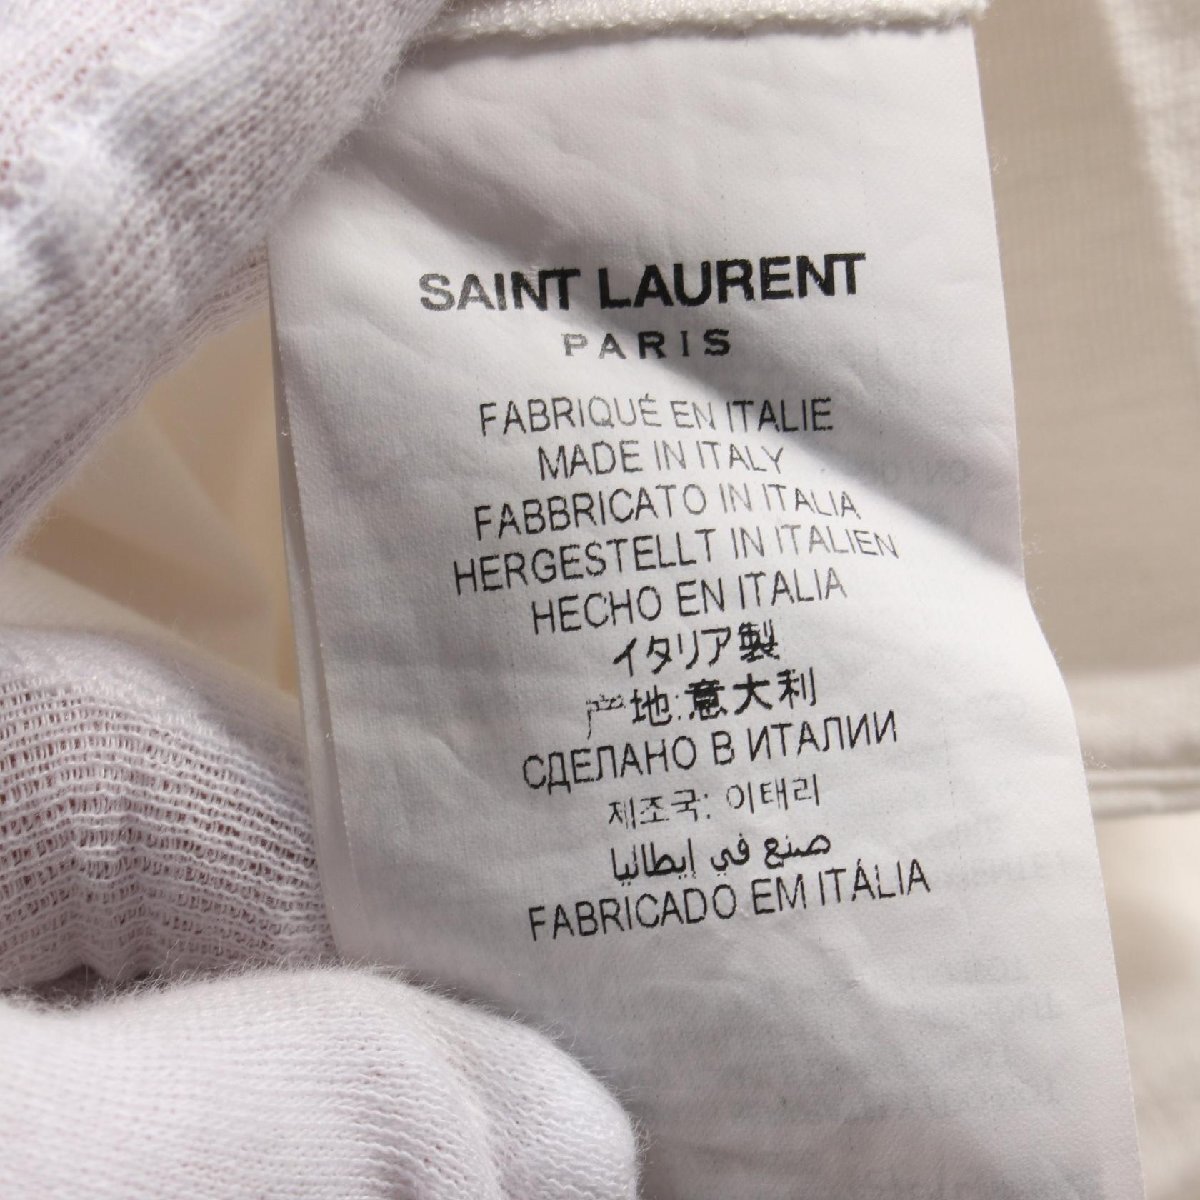 SAINT LAURENT
PARIS
FABRIQUÉ EN ITALIE
MADE IN ITALY
FABBRICATO IN ITALIA
HERGESTELLT IN ITALIEN
HECHO EN ITALIA
イタリア製
产地:意大利
СДЕЛАНО В ИТАЛИИ
제조국: 이태리
صنع في إيطاليا
FABRICADO EM ITÁLIA